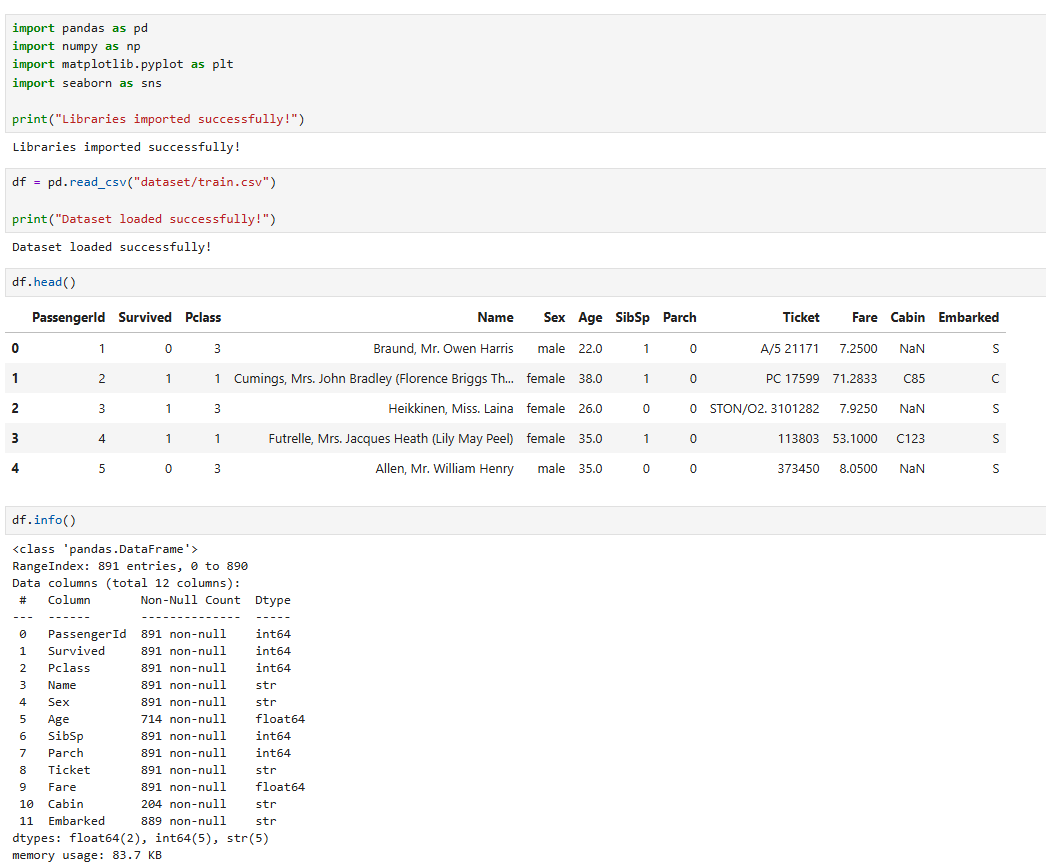 import pandas as pd
import numpy as np
import matplotlib.pyplot as plt
import seaborn as sns
print("Libraries imported successfully!")
Libraries imported successfully!
df = pd.read_csv("dataset/train.csv")
print("Dataset loaded successfully!")
Dataset loaded successfully!
df.head()
PassengerId Survived Pclass Name Sex Age SibSp Parch Ticket Fare Cabin Embarked
0 1 0 3 Braund, Mr. Owen Harris male 22.0 1 0 A/5 21171 7.2500 NaN S
1 2 1 1 Cumings, Mrs. John Bradley (Florence Briggs Th... female 38.0 1 0 PC 17599 71.2833 C85 C
2 3 1 3 Heikkinen, Miss. Laina female 26.0 0 0 STON/O2. 3101282 7.9250 NaN S
3 4 1 1 Futrelle, Mrs. Jacques Heath (Lily May Peel) female 35.0 1 0 113803 53.1000 C123 S
4 5 0 3 Allen, Mr. William Henry male 35.0 0 0 373450 8.0500 NaN S
df.info()
<class 'pandas.DataFrame'>
RangeIndex: 891 entries, 0 to 890
Data columns (total 12 columns):
 #   Column       Non-Null Count  Dtype
---  ------       --------------  -----
 0   PassengerId  891 non-null    int64
 1   Survived     891 non-null    int64
 2   Pclass       891 non-null    int64
 3   Name         891 non-null    str
 4   Sex          891 non-null    str
 5   Age          714 non-null    float64
 6   SibSp        891 non-null    int64
 7   Parch        891 non-null    int64
 8   Ticket       891 non-null    str
 9   Fare         891 non-null    float64
 10  Cabin        204 non-null    str
 11  Embarked     889 non-null    str
dtypes: float64(2), int64(5), str(5)
memory usage: 83.7 KB